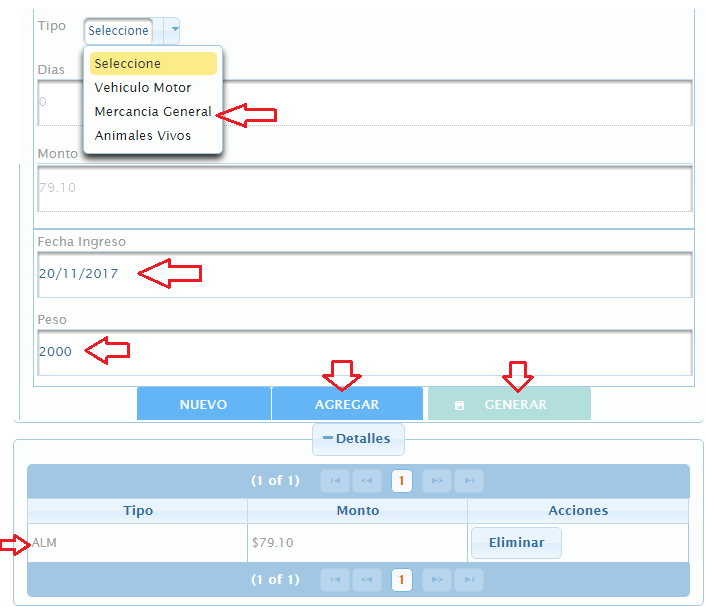 Tipo Seleccione
Seleccione
Dias
Vehiculo Motor
0
Mercancia General
Animales Vivos
Monto
79.10
Fecha Ingreso
20/11/2017
Peso
2000
NUEVO AGREGAR GENERAR
Detalles
(1 of 1) 1
Tipo Monto Acciones
ALM $79.10 Eliminar
(1 of 1) 1